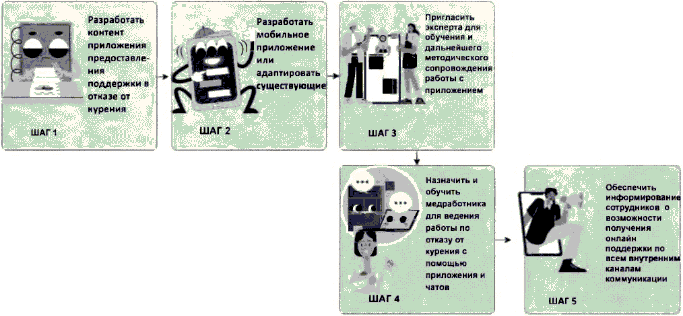 Разработать
контент
приложения
предоставле-
ния
поддержки в
отказе от
курения
ШАГ 1
Разработать
мобильное
приложение
или
адаптировать
существующие
ШАГ 2
Пригласить
эксперта для
обучения и
дальнейшего
методического
сопровождения
работы с
приложением
ШАГ 3
Назначить и
обучить
медработника
для ведения
работы по
отказу от
курения с
помощью
приложения и
чатов
ШАГ 4
Обеспечить
информирование
сотрудников о
возможности
получения
онлайн
поддержки по
всем внутренним
каналам
коммуникации
ШАГ 5